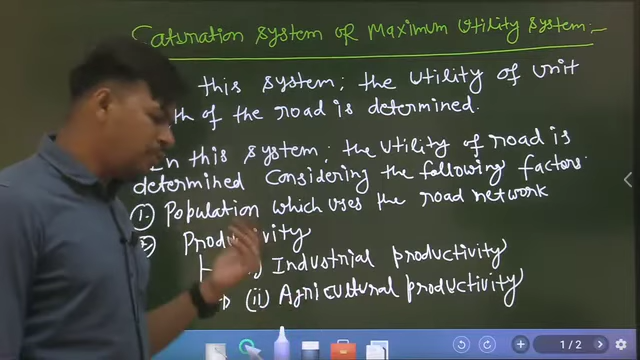 Saturation System OR Maximum Utility System:-
this system; the utility of unit
of the road is determined.
In this system; the utility of road is
determined Considering the following factors:
1. Population which uses the road network
2. Productivity
Industrial productivity
(ii) Agricultural productivity
1/2